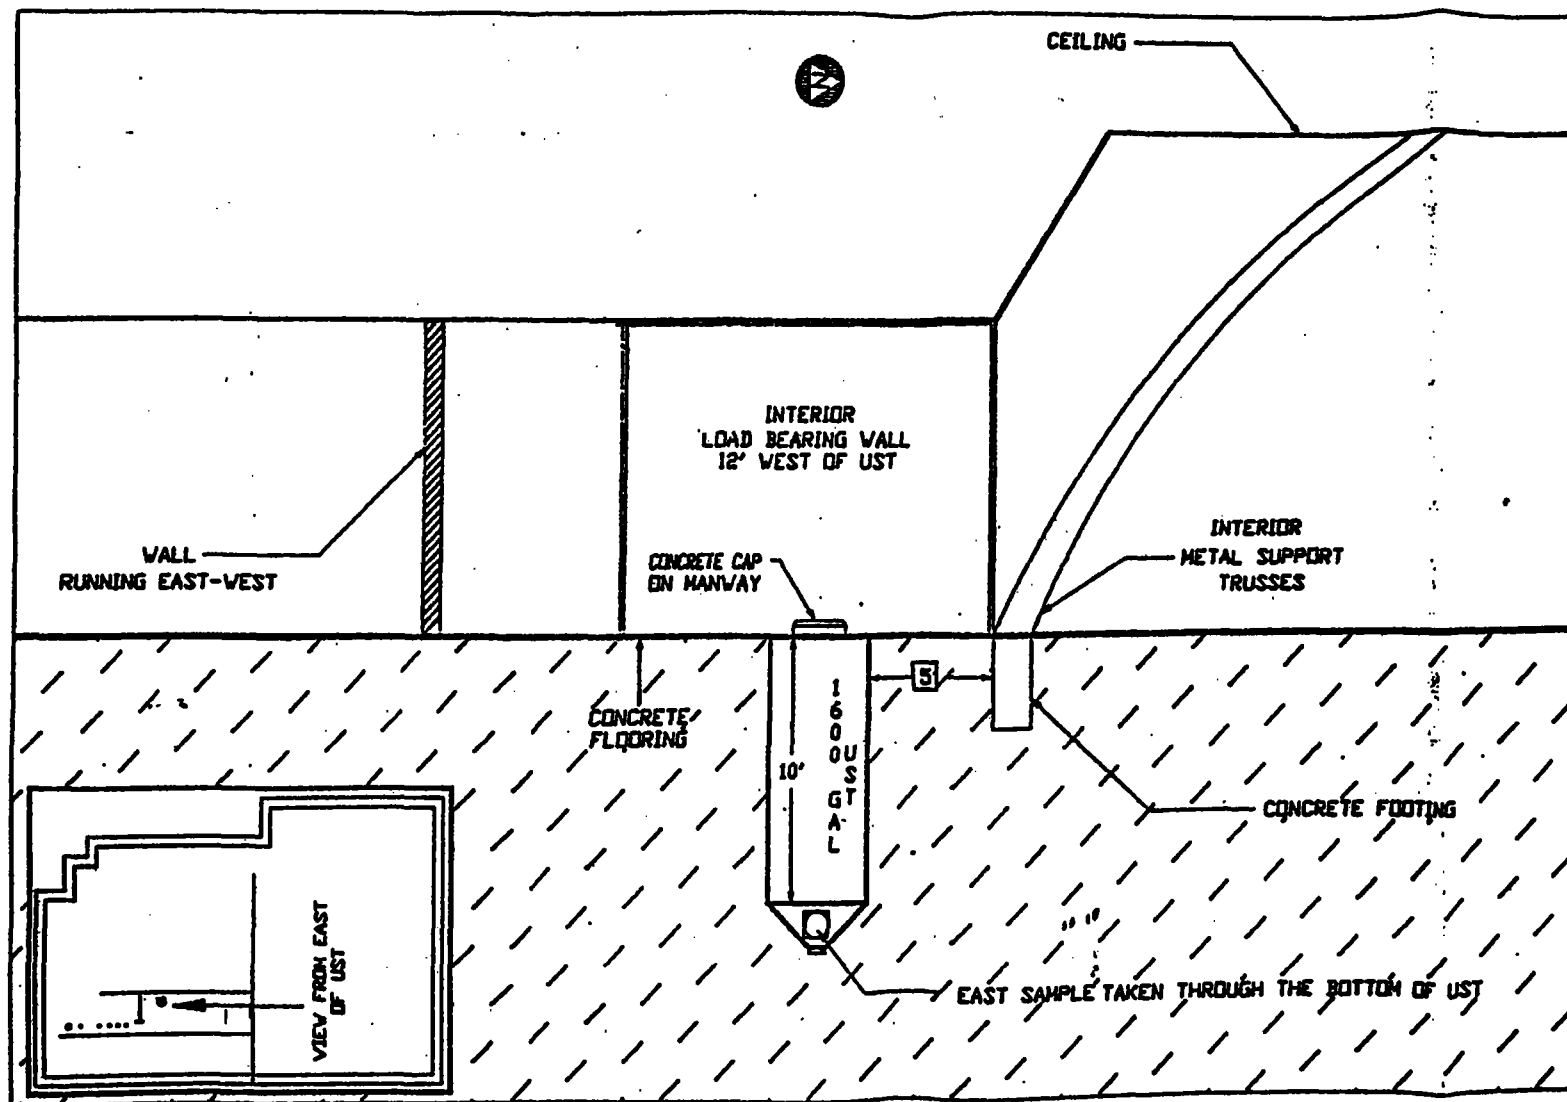 CEILING
N
INTERIOR
LOAD BEARING WALL
12' WEST OF UST
WALL
RUNNING EAST-WEST
CONCRETE CAP
ON MANWAY
INTERIOR
METAL SUPPORT
TRUSSES
5'
1600 GAL
UST
10'
CONCRETE
FLOORING
CONCRETE FOOTING
VIEW FROM EAST
OF UST
EAST SAMPLE TAKEN THROUGH THE BOTTOM OF UST